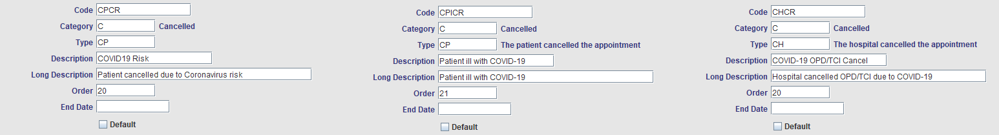 Code CPCR
Category C Cancelled
Type CP
Description COVID19 Risk
Long Description Patient cancelled due to Coronavirus risk
Order 20
End Date
Default
Code CPICR
Category C Cancelled
Type CP The patient cancelled the appointment
Description Patient ill with COVID-19
Long Description Patient ill with COVID-19
Order 21
End Date
Default
Code CHCR
Category C Cancelled
Type CH The hospital cancelled the appointment
Description COVID-19 OPD/TCI Cancel
Long Description Hospital cancelled OPD/TCI due to COVID-19
Order 20
End Date
Default